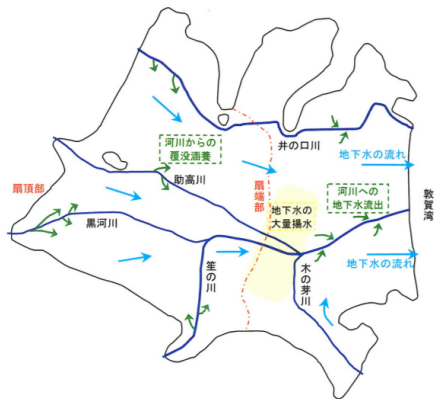 井の口川
河川からの
覆没涵養
地下水の流れ
敦賀湾
助高川
扇頂部
扇端部
河川への
地下水流出
地下水の
大量揚水
黒河川
笙の川
木の芽川
地下水の流れ